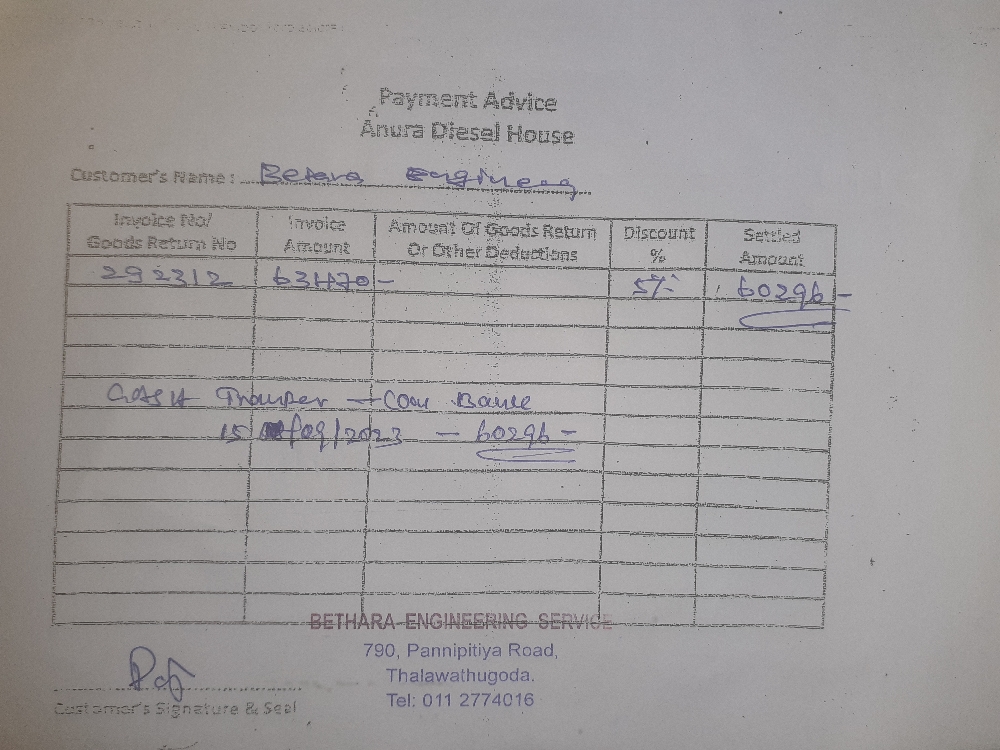 Payment Advice
Anura Diesel House
Customer's Name : Betara Engineeng
Invoice No/ Goods Return No | Invoice Amount | Amount Of Goods Return Or Other Deductions | Discount % | Settled Amount
292312 63470- 5% 60296-
CASH Transfer - Com Bank
15 /09/2023 - 60296-
BETHARA ENGINEERING SERVICE
790, Pannipitiya Road,
Thalawathugoda.
Tel: 011 2774016
Customer's Signature & Seal